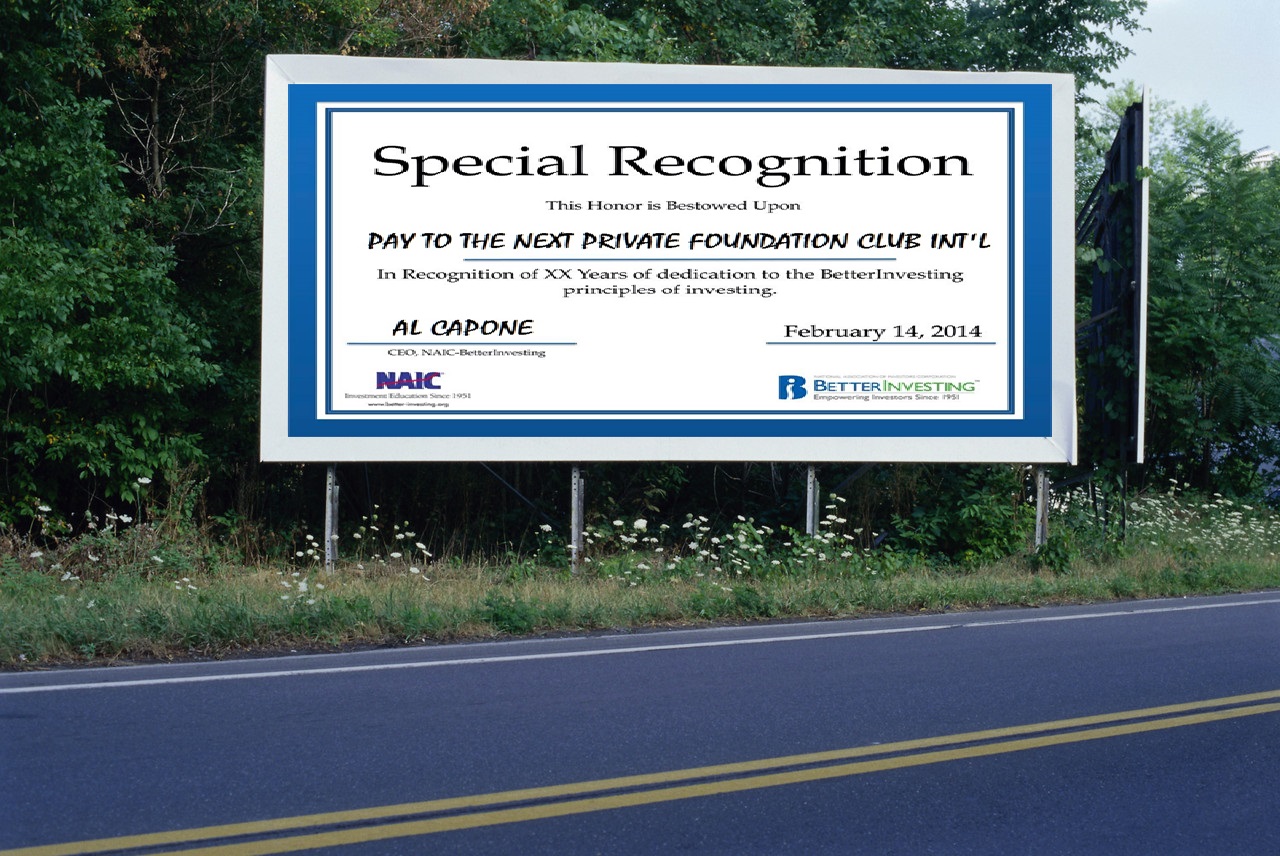 Special Recognition
This Honor is Bestowed Upon
PAY TO THE NEXT PRIVATE FOUNDATION CLUB INT'L
In Recognition of XX Years of dedication to the BetterInvesting
principles of investing.
AL CAPONE
February 14, 2014
CEO, NAIC-BetterInvesting
NAIC
Investment Education Since 1951
www.better-investing.org
NATIONAL ASSOCIATION OF INVESTORS CORPORATION
BETTERINVESTING™
Empowering Investors Since 1951